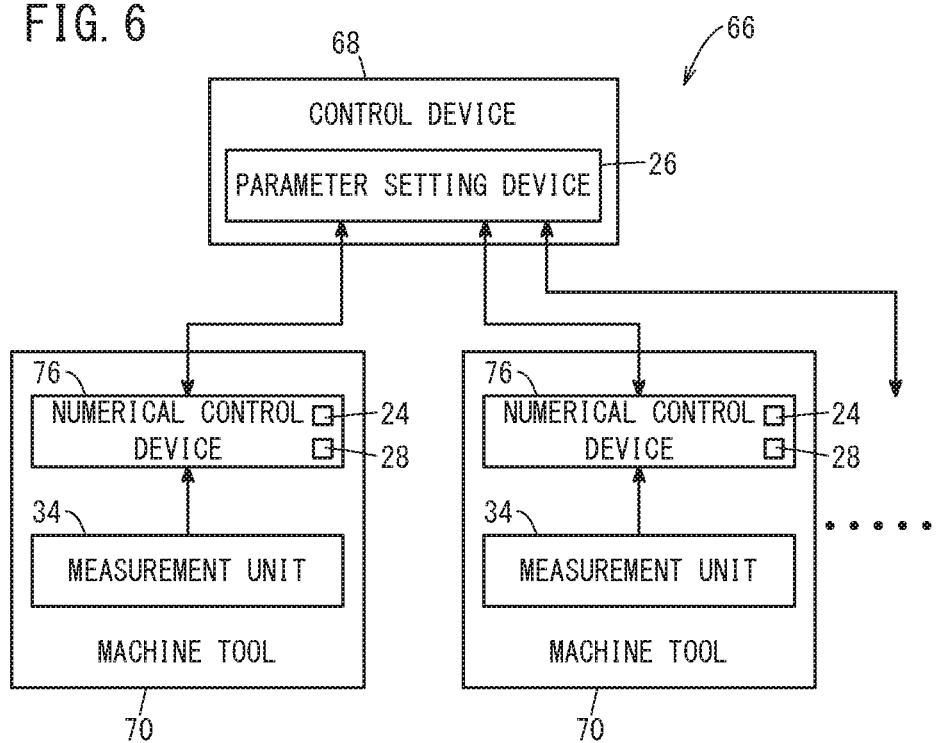 FIG. 6
66
68
CONTROL DEVICE
26
PARAMETER SETTING DEVICE
76
NUMERICAL CONTROL
DEVICE
24
28
34
MEASUREMENT UNIT
MACHINE TOOL
70
76
NUMERICAL CONTROL
DEVICE
24
28
34
MEASUREMENT UNIT
MACHINE TOOL
70